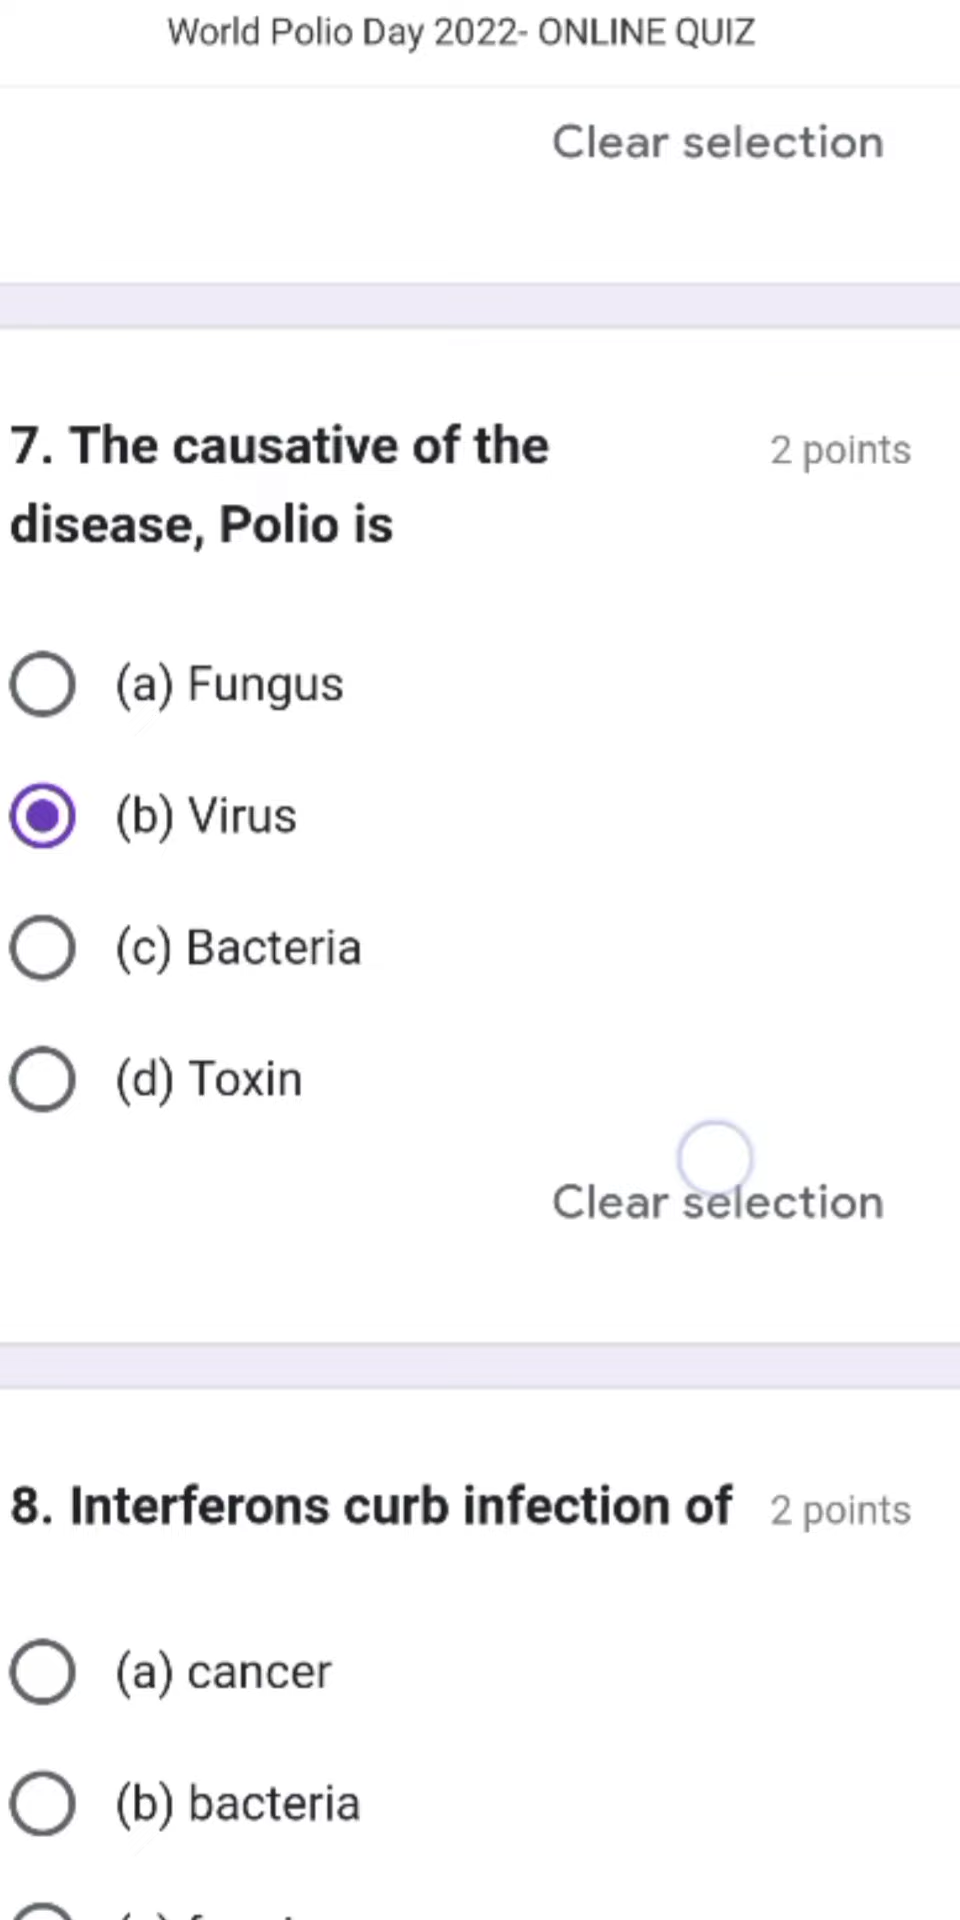 World Polio Day 2022- ONLINE QUIZ
Clear selection
7. The causative of the
2 points
disease, Polio is
(a) Fungus
(b) Virus
(c) Bacteria
(d) Toxin
Clear selection
8. Interferons curb infection of
2 points
(a) cancer
(b) bacteria